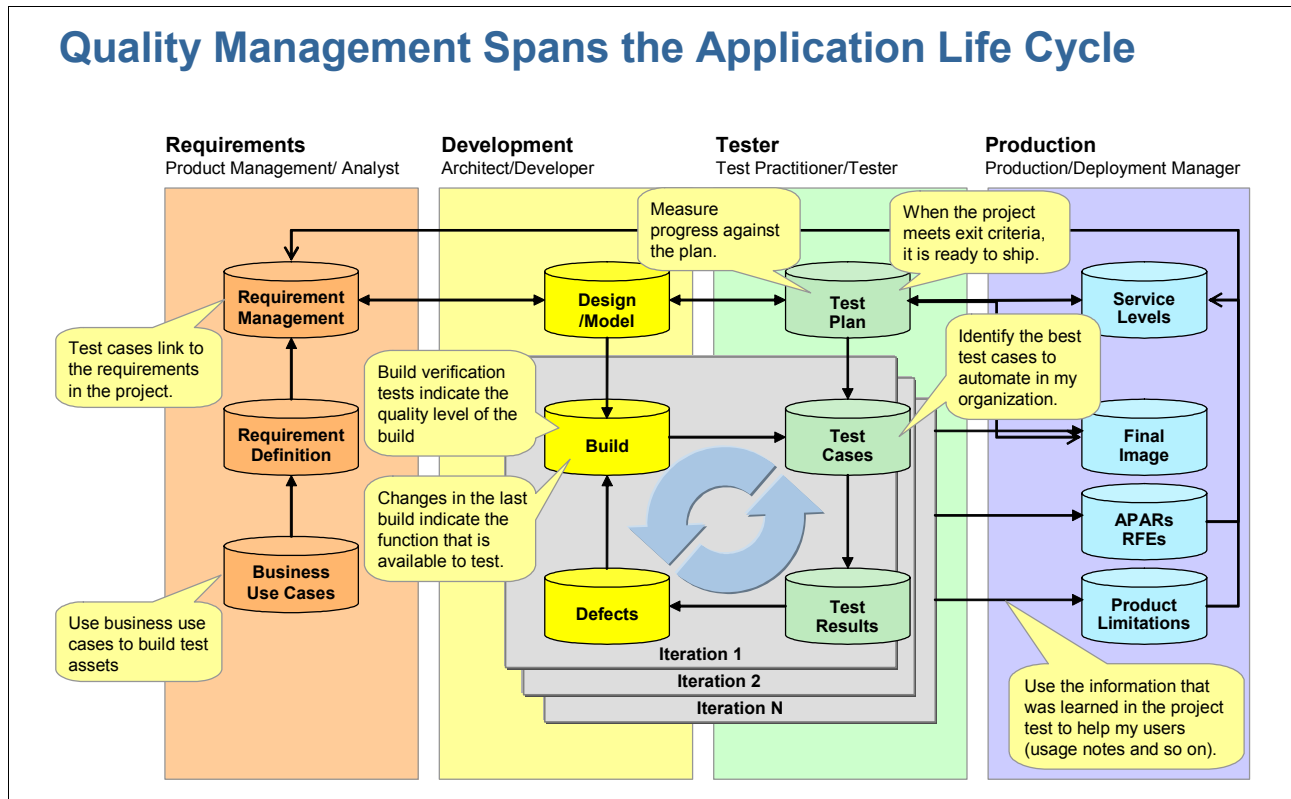 Quality Management Spans the Application Life Cycle
Requirements
Product Management/ Analyst
Development
Architect/Developer
Tester
Test Practitioner/Tester
Production
Production/Deployment Manager
Measure
progress against
the plan.
When the project
meets exit criteria,
it is ready to ship.
Requirement
Management
Design
/Model
Test
Plan
Service
Levels
Test cases link to
the requirements
in the project.
Build verification
tests indicate the
quality level of the
build
Identify the best
test cases to
automate in my
organization.
Requirement
Definition
Build
Test
Cases
Final
Image
Changes in the last
build indicate the
function that is
available to test.
APARs
RFEs
Business
Use Cases
Defects
Test
Results
Product
Limitations
Use business use
cases to build test
assets
Iteration 1
Iteration 2
Iteration N
Use the information that
was learned in the project
test to help my users
(usage notes and so on).